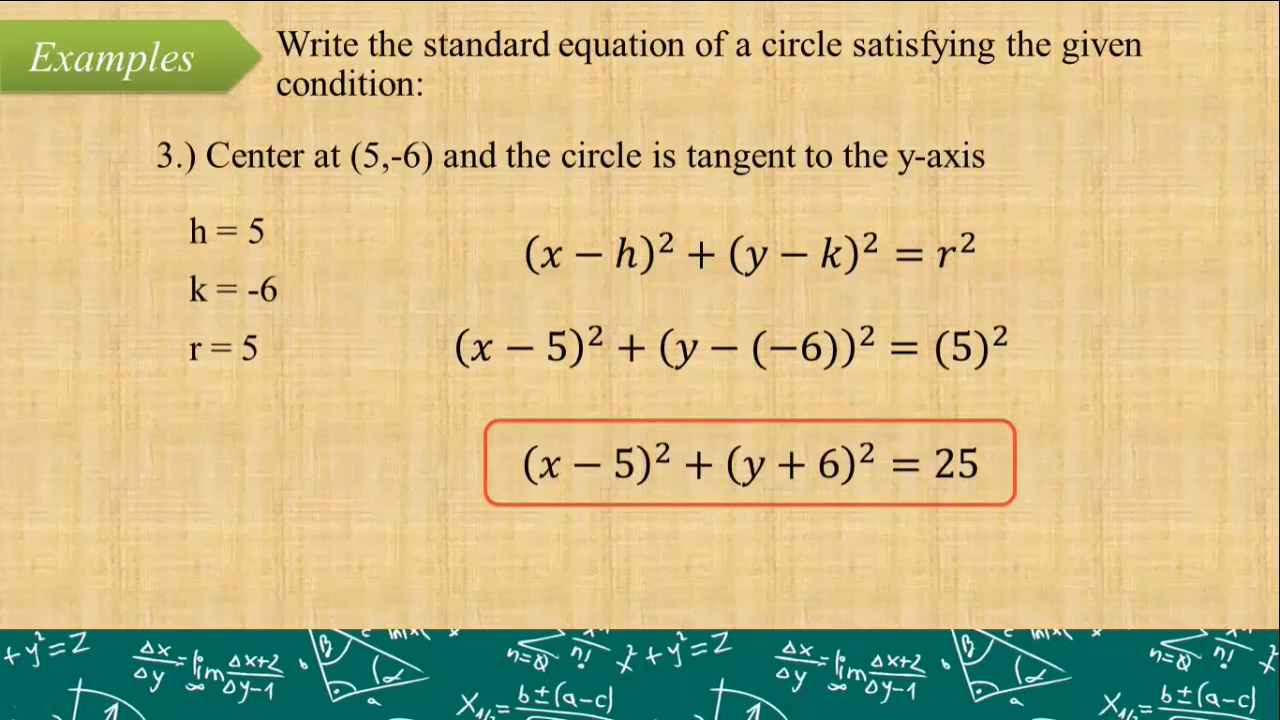 Examples
Write the standard equation of a circle satisfying the given
condition:
3.) Center at (5,-6) and the circle is tangent to the y-axis
h = 5
(x − h)² + (y − k)² = r²
k = -6
(x − 5)² + (y − (−6))² = (5)²
r = 5
(x − 5)² + (y + 6)² = 25